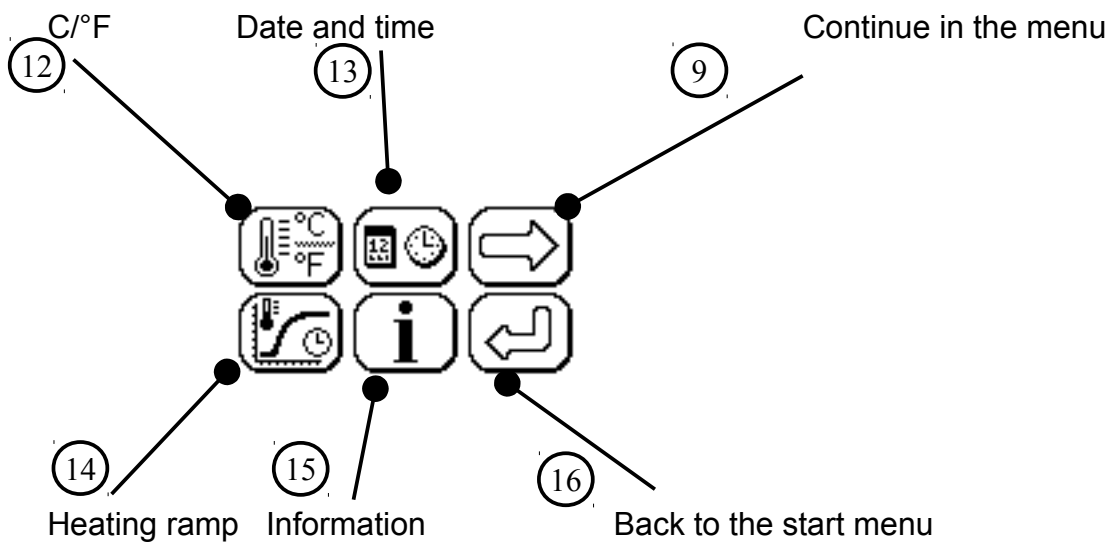 C/°F Date and time Continue in the menu
12 13 9
°C
°F
12
i
14 15 16
Heating ramp Information Back to the start menu